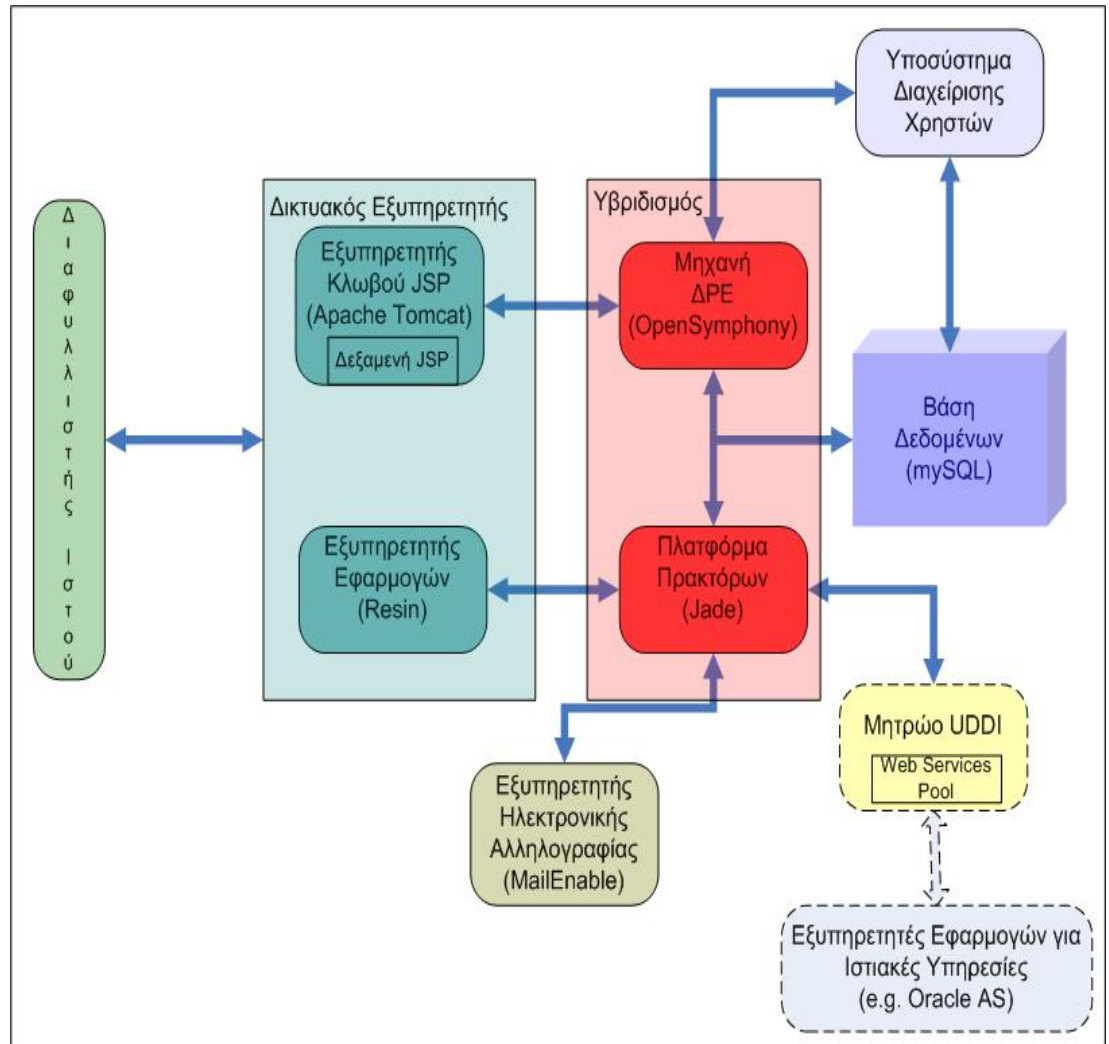 Υποσύστημα
Διαχείρισης
Χρηστών
Διαφυλλιστής Ιστού
Δικτυακός Εξυπηρετητής
Εξυπηρετητής
Κλωβού JSP
(Apache Tomcat)
Δεξαμενή JSP
Εξυπηρετητής
Εφαρμογών
(Resin)
Υβριδισμός
Μηχανή
ΔΡΕ
(OpenSymphony)
Πλατφόρμα
Πρακτόρων
(Jade)
Βάση
Δεδομένων
(mySQL)
Μητρώο UDDI
Web Services
Pool
Εξυπηρετητής
Ηλεκτρονικής
Αλληλογραφίας
(MailEnable)
Εξυπηρετητές Εφαρμογών για
Ιστιακές Υπηρεσίες
(e.g. Oracle AS)